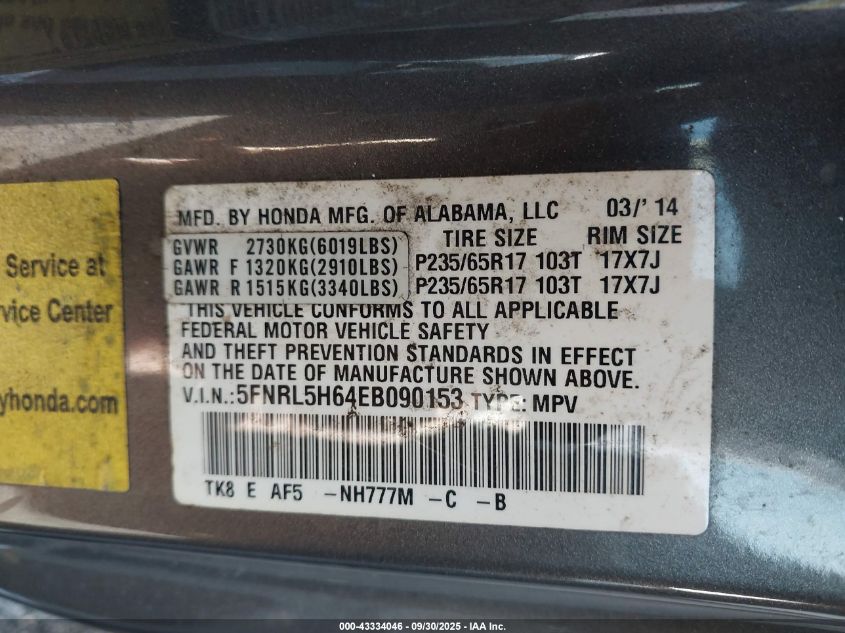 Service at
vice Center
yhonda.com
MFD. BY HONDA MFG. OF ALABAMA, LLC 03/' 14
GVWR 2730KG(6019LBS) TIRE SIZE RIM SIZE
GAWR F 1320KG(2910LBS) P235/65R17 103T 17X7J
GAWR R 1515KG(3340LBS) P235/65R17 103T 17X7J
THIS VEHICLE CONFORMS TO ALL APPLICABLE
FEDERAL MOTOR VEHICLE SAFETY
AND THEFT PREVENTION STANDARDS IN EFFECT
ON THE DATE OF MANUFACTURE SHOWN ABOVE.
V.I.N.: 5FNRL5H64EB090153 TYPE: MPV
TK8 E AF5 -NH777M -C -B
000-43334046 - 09/30/2025 - IAA Inc.